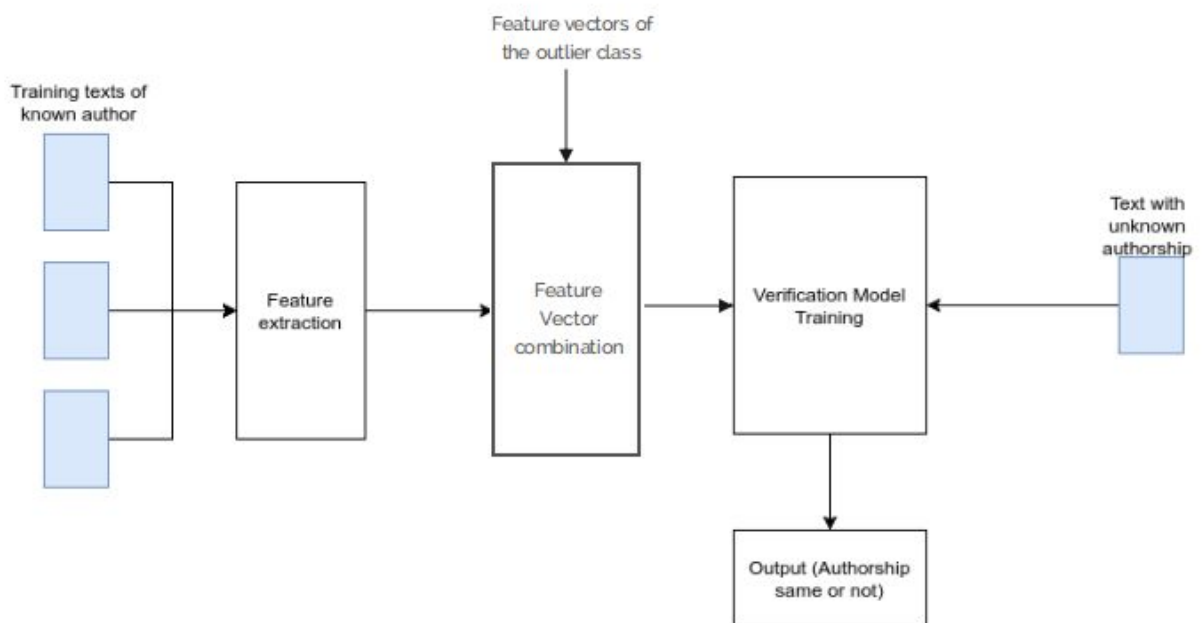 Feature vectors of
the outlier class
Training texts of
known author
Feature
extraction
Feature
Vector
combination
Verification Model
Training
Text with
unknown
authorship
Output (Authorship
same or not)